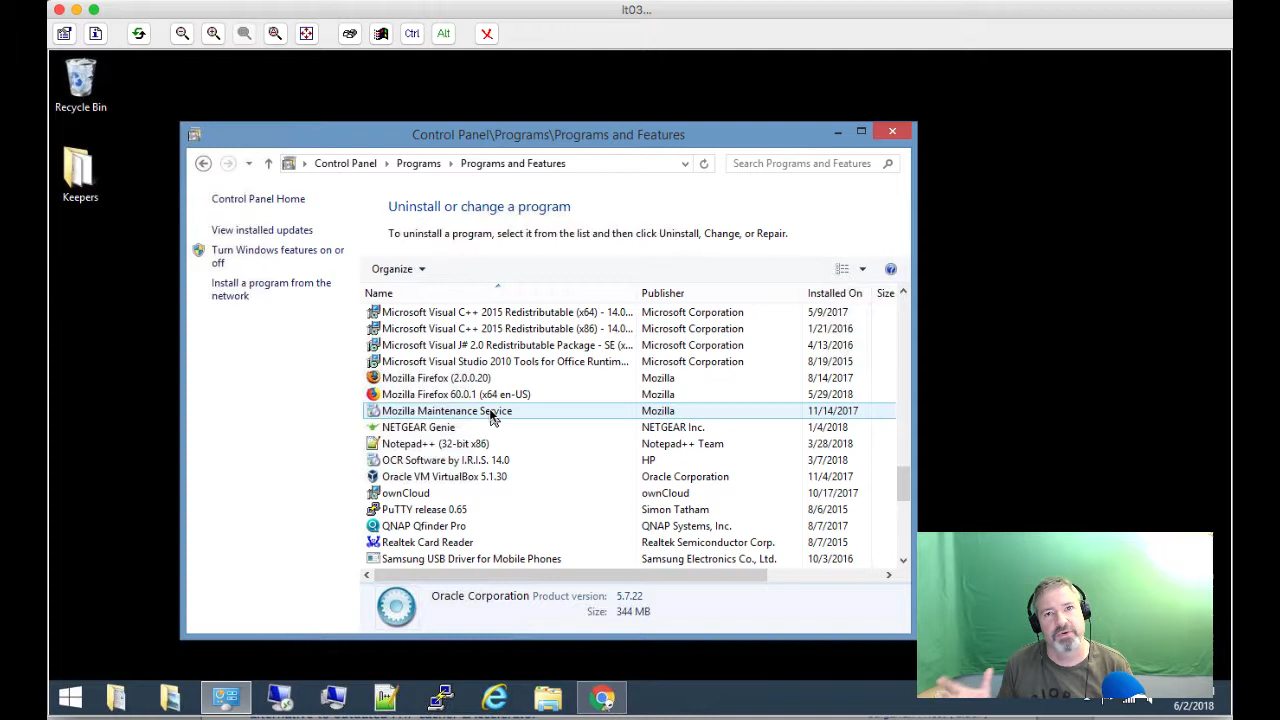 lt03...
Ctrl
Alt
Recycle Bin
Keepers
Control Panel\Programs\Programs and Features
Control Panel
Programs
Programs and Features
Search Programs and Features
Control Panel Home
View installed updates
Turn Windows features on or
off
Install a program from the
network
Uninstall or change a program
To uninstall a program, select it from the list and then click Uninstall, Change, or Repair.
Organize
Name Publisher Installed On Size
Microsoft Visual C++ 2015 Redistributable (x64) - 14.0... Microsoft Corporation 5/9/2017
Microsoft Visual C++ 2015 Redistributable (x86) - 14.0... Microsoft Corporation 1/21/2016
Microsoft Visual J# 2.0 Redistributable Package - SE (x... Microsoft Corporation 4/13/2016
Microsoft Visual Studio 2010 Tools for Office Runtim... Microsoft Corporation 8/19/2015
Mozilla Firefox (2.0.0.20) Mozilla 8/14/2017
Mozilla Firefox 60.0.1 (x64 en-US) Mozilla 5/29/2018
Mozilla Maintenance Service Mozilla 11/14/2017
NETGEAR Genie NETGEAR Inc. 1/4/2018
Notepad++ (32-bit x86) Notepad++ Team 3/28/2018
OCR Software by I.R.I.S. 14.0 HP 3/7/2018
Oracle VM VirtualBox 5.1.30 Oracle Corporation 11/4/2017
ownCloud ownCloud 10/17/2017
PuTTY release 0.65 Simon Tatham 8/6/2015
QNAP Qfinder Pro QNAP Systems, Inc. 8/7/2017
Realtek Card Reader Realtek Semiconductor Corp. 8/7/2015
Samsung USB Driver for Mobile Phones Samsung Electronics Co., Ltd. 10/3/2016
Oracle Corporation Product version: 5.7.22
Size: 344 MB
6/2/2018